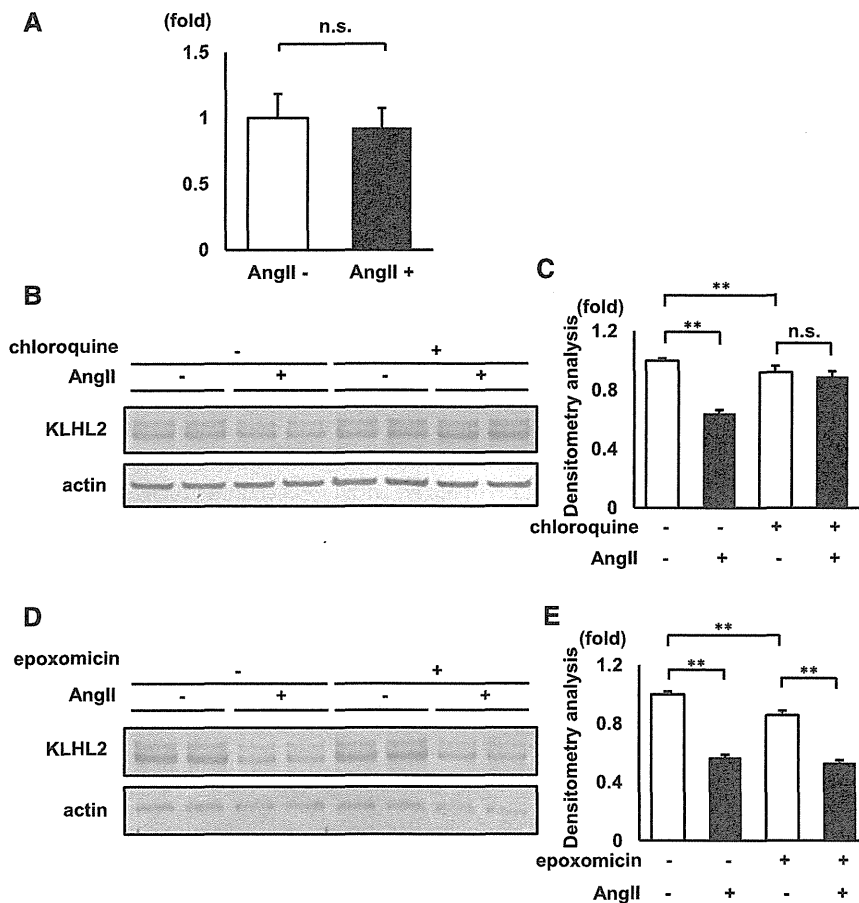 A
(fold)
n.s.
1.5
1
0.5
0
AngII - AngII +
B
chloroquine - +
AngII - + - +
KLHL2
actin
C
(fold)
Densitometry analysis
**
**
n.s.
1.2
0.8
0.4
0
chloroquine - - + +
AngII - + - +
D
epoxomicin - +
AngII - + - +
KLHL2
actin
E
(fold)
Densitometry analysis
**
**
**
1.2
0.8
0.4
0
epoxomicin - - + +
AngII - + - +